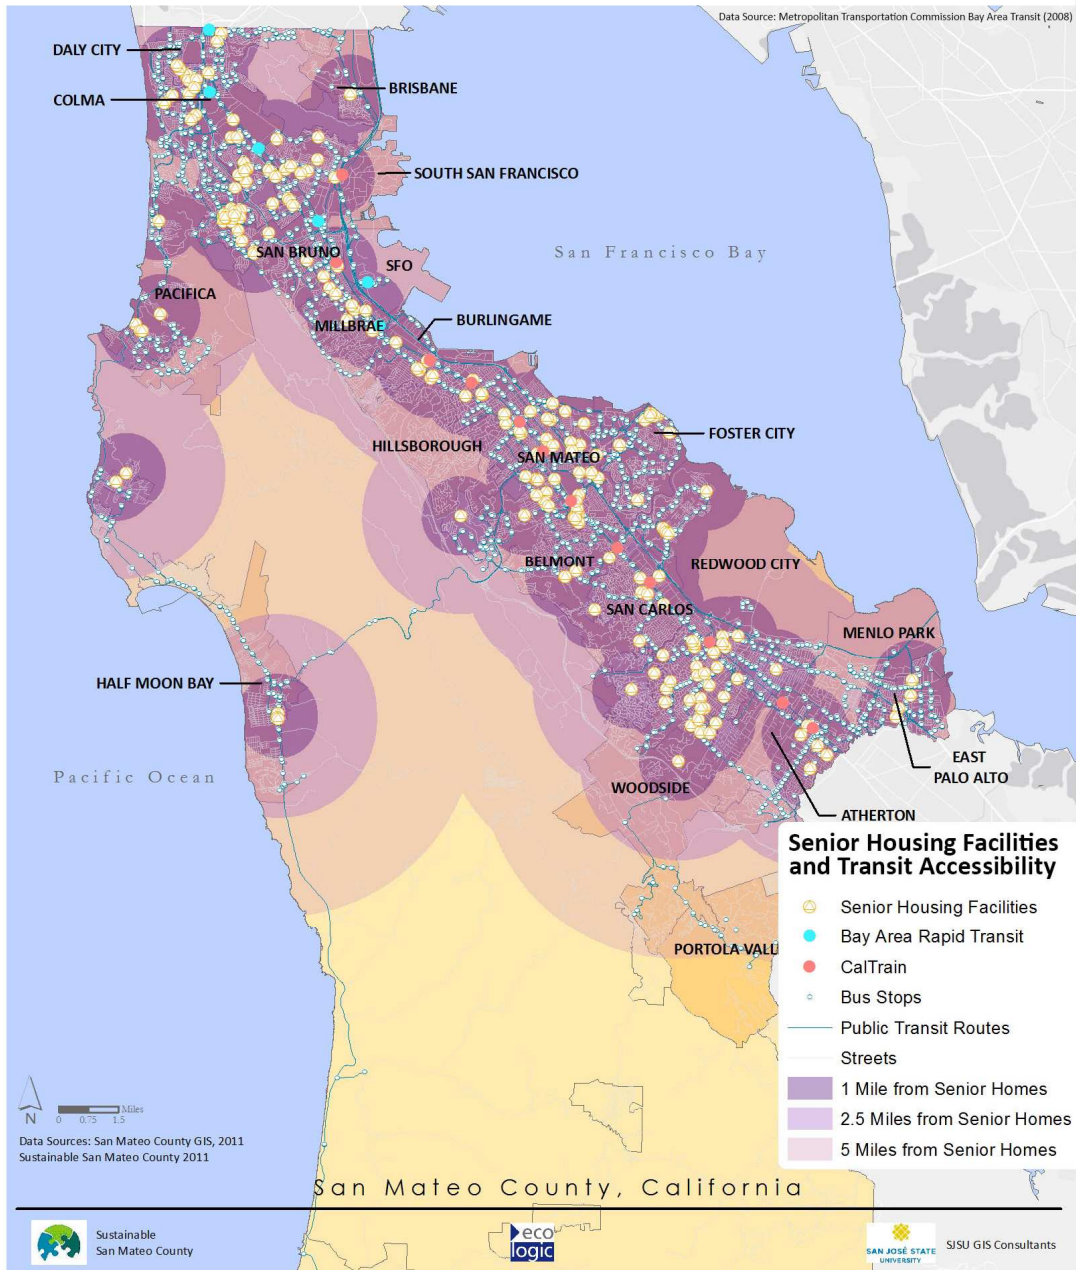 Data Source: Metropolitan Transportation Commission Bay Area Transit (2008)
DALY CITY
BRISBANE
COLMA
SOUTH SAN FRANCISCO
San Francisco Bay
SAN BRUNO
SFO
PACIFICA
BURLINGAME
MILLBRAE
FOSTER CITY
HILLSBOROUGH
SAN MATEO
BELMONT
REDWOOD CITY
SAN CARLOS
MENLO PARK
HALF MOON BAY
Pacific Ocean
EAST
PALO ALTO
WOODSIDE
ATHERTON
Senior Housing Facilities
and Transit Accessibility
Senior Housing Facilities
Bay Area Rapid Transit
CalTrain
Bus Stops
Public Transit Routes
Streets
1 Mile from Senior Homes
2.5 Miles from Senior Homes
5 Miles from Senior Homes
PORTOLA VALL
N
Miles
0 0.75 1.5
Data Sources: San Mateo County GIS, 2011
Sustainable San Mateo County 2011
San Mateo County, California
Sustainable
San Mateo County
eco
logic
SAN JOSÉ STATE
UNIVERSITY
SJSU GIS Consultants